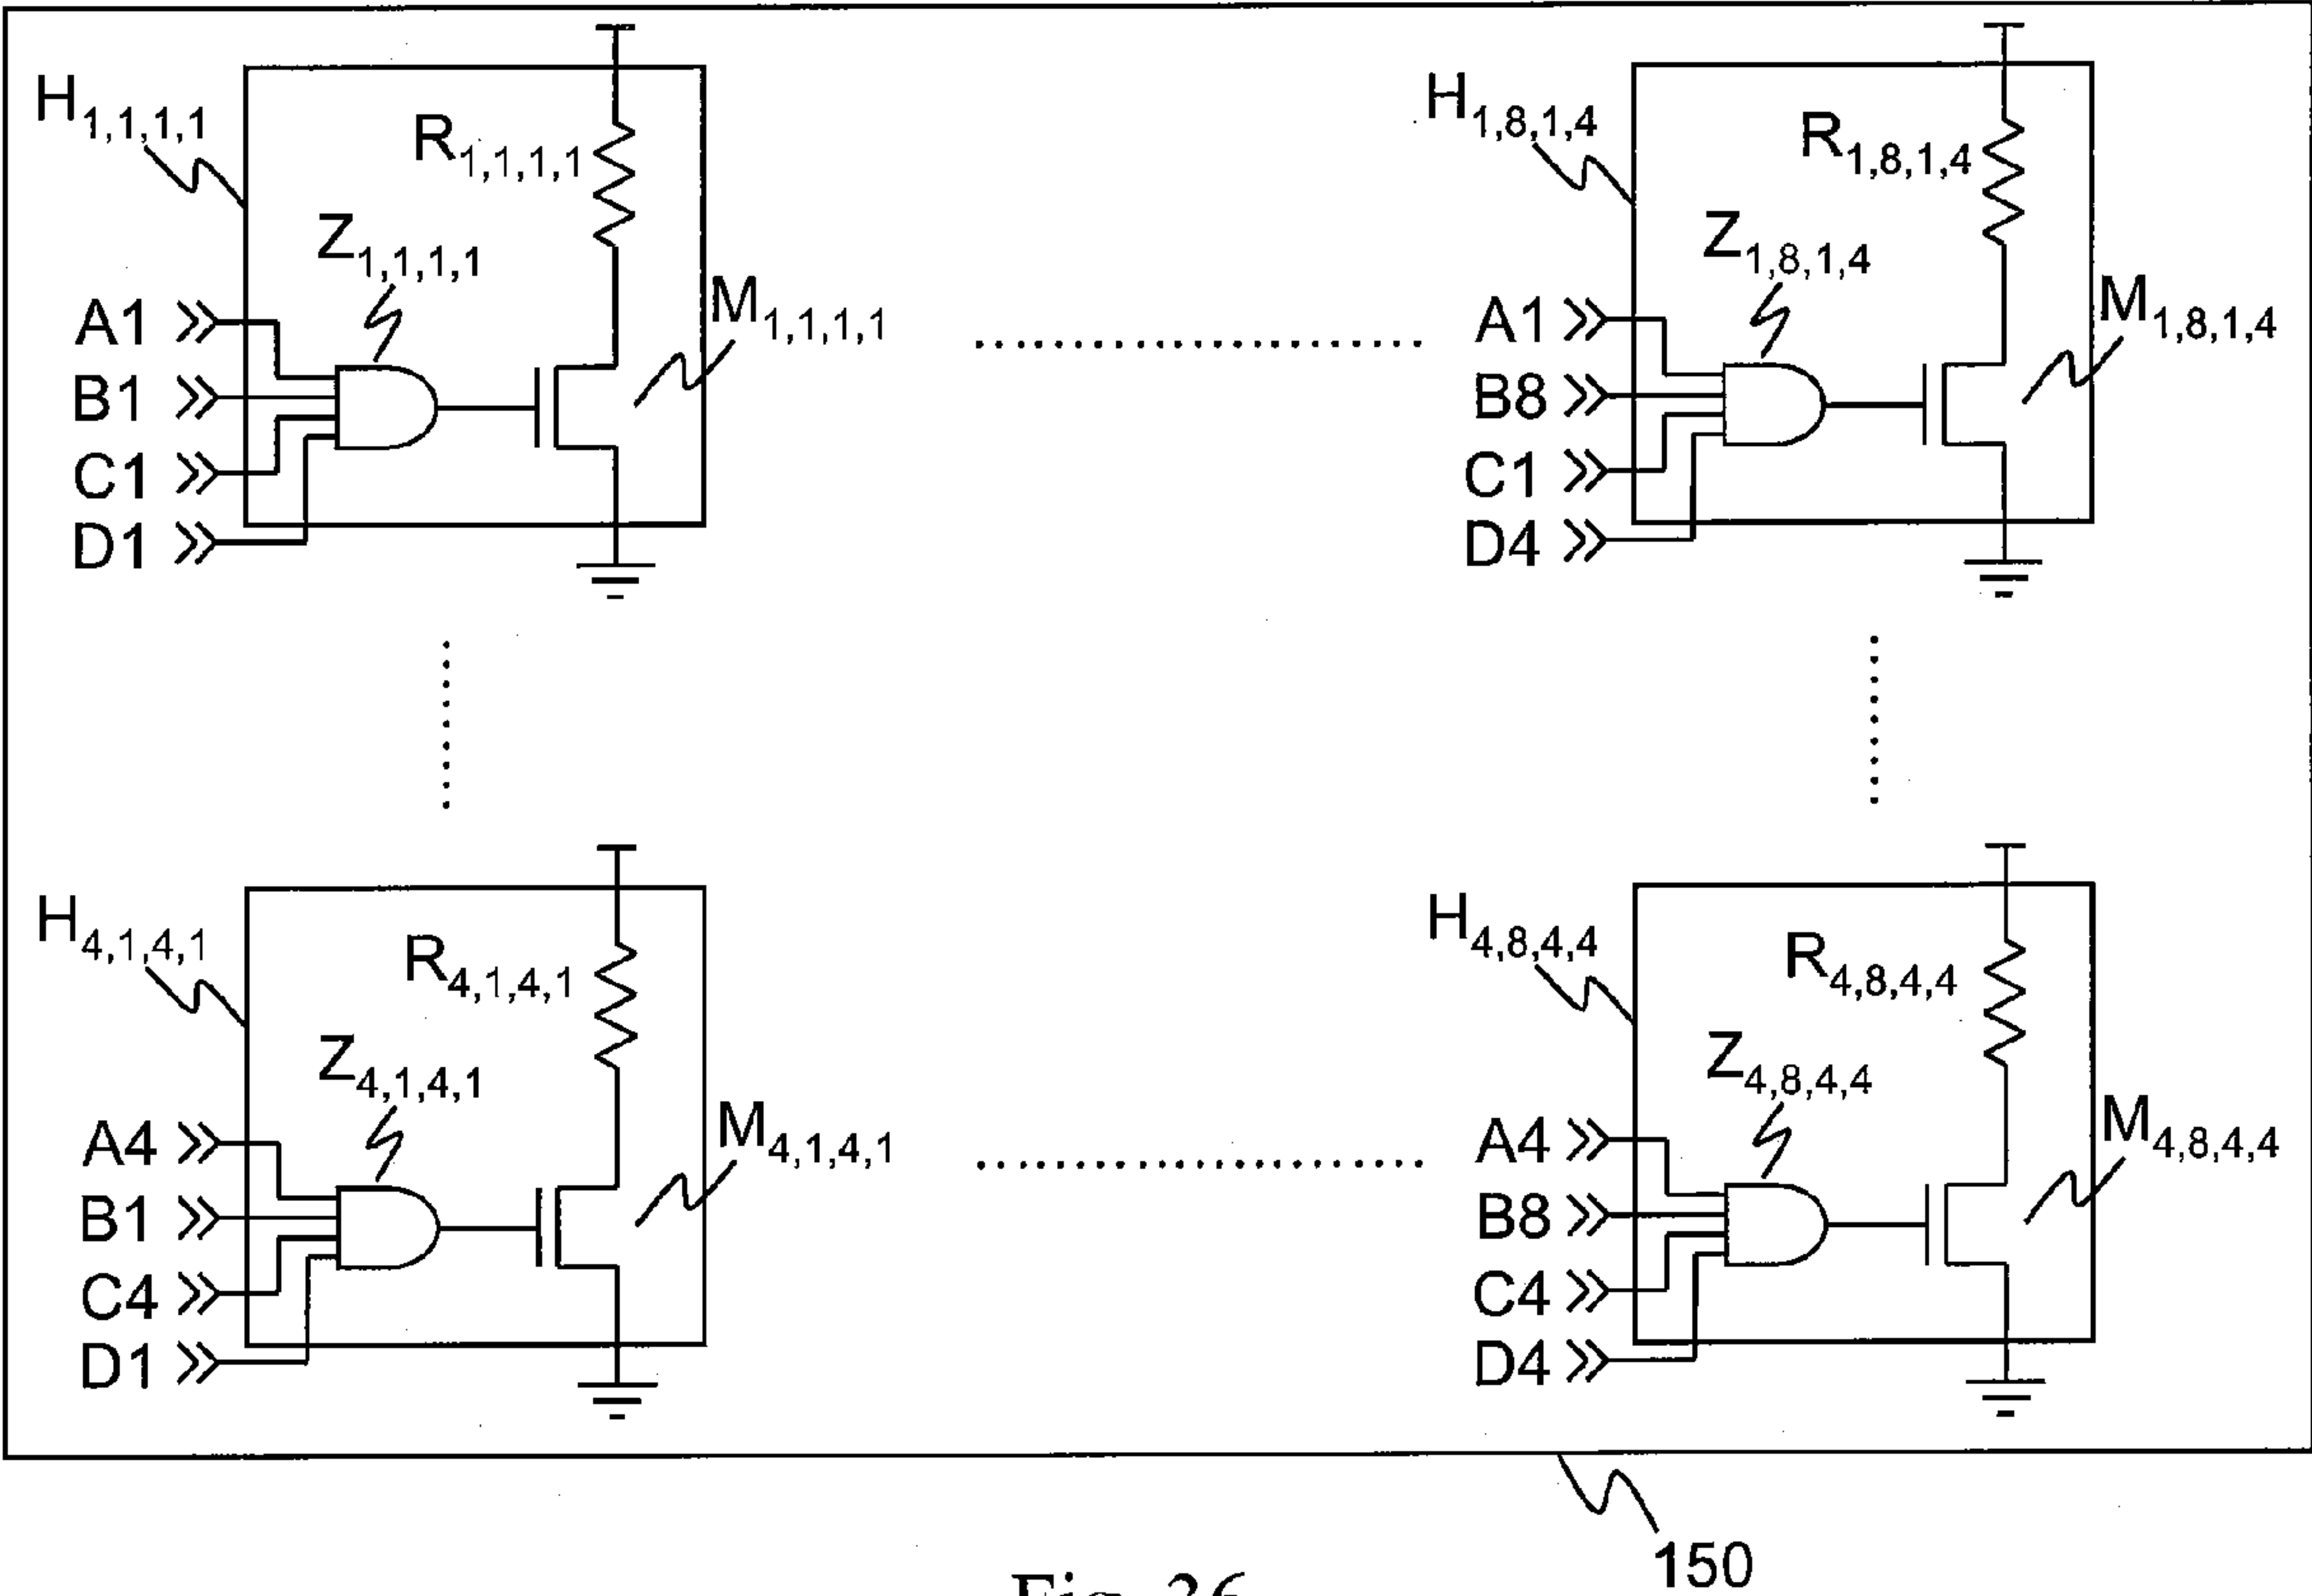 H1,1,1,1
R1,1,1,1
Z1,1,1,1
M1,1,1,1
A1
B1
C1
D1
H1,8,1,4
R1,8,1,4
Z1,8,1,4
M1,8,1,4
A1
B8
C1
D4
H4,1,4,1
R4,1,4,1
Z4,1,4,1
M4,1,4,1
A4
B1
C4
D1
H4,8,4,4
R4,8,4,4
Z4,8,4,4
M4,8,4,4
A4
B8
C4
D4
150
Fig. 36